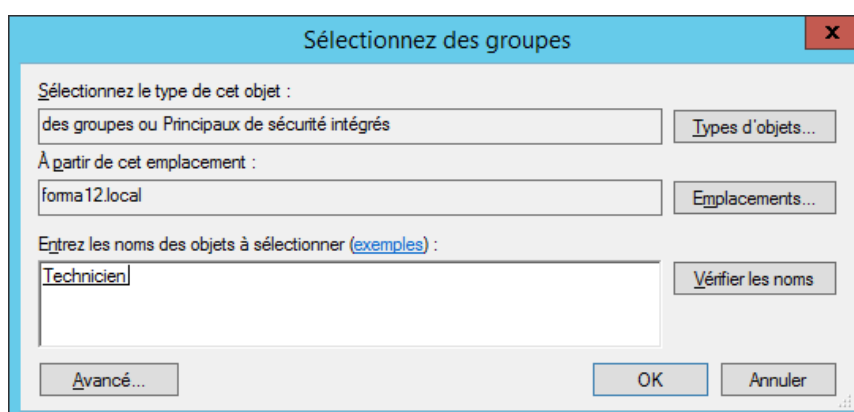 Sélectionnez des groupes
x
Sélectionnez le type de cet objet :
des groupes ou Principaux de sécurité intégrés
Types d'objets...
À partir de cet emplacement :
forma12.local
Emplacements...
Entrez les noms des objets à sélectionner (exemples) :
Technicien
Vérifier les noms
Avancé...
OK
Annuler